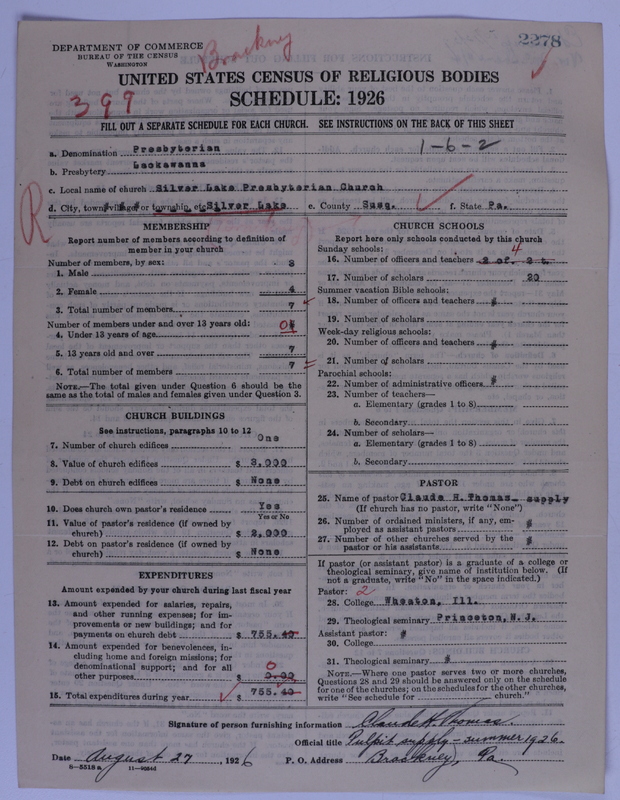 DEPARTMENT OF COMMERCE
BUREAU OF THE CENSUS
WASHINGTON
Brackney
2278
UNITED STATES CENSUS OF RELIGIOUS BODIES
SCHEDULE: 1926
399
FILL OUT A SEPARATE SCHEDULE FOR EACH CHURCH. SEE INSTRUCTIONS ON THE BACK OF THIS SHEET
1-6-2
a. Denomination Presbyterian
b. Presbytery Lackawanna
c. Local name of church Silver Lake Presbyterian Church
d. City, town, village, or township, etc. Silver Lake e. County Susq. f. State Pa.
R
MEMBERSHIP
Report number of members according to definition of
member in your church
Number of members, by sex:
1. Male 3
2. Female 4
3. Total number of members 7
Number of members under and over 13 years old:
4. Under 13 years of age 0
5. 13 years old and over 7
6. Total number of members 7
NOTE.—The total given under Question 6 should be the
same as the total of males and females given under Question 3.
CHURCH BUILDINGS
See instructions, paragraphs 10 to 12
7. Number of church edifices One
8. Value of church edifices $ 3,000
9. Debt on church edifices $ None
10. Does church own pastor's residence Yes
Yes or No
11. Value of pastor's residence (if owned by
church) $ 2,000
12. Debt on pastor's residence (if owned by
church) $ None
EXPENDITURES
Amount expended by your church during last fiscal year
13. Amount expended for salaries, repairs,
and other running expenses; for im-
provements or new buildings; and for
payments on church debt $ 755.40
14. Amount expended for benevolences, in-
cluding home and foreign missions; for
denominational support; and for all
other purposes $ 0.00 0
15. Total expenditures during year $ 755.40
CHURCH SCHOOLS
Report here only schools conducted by this church
Sunday schools:
16. Number of officers and teachers 2 of. 2 t. 4
17. Number of scholars 20
Summer vacation Bible schools:
18. Number of officers and teachers #
19. Number of scholars
Week-day religious schools:
20. Number of officers and teachers #
21. Number of scholars
Parochial schools:
22. Number of administrative officers #
23. Number of teachers—
a. Elementary (grades 1 to 8)
b. Secondary
24. Number of scholars—
a. Elementary (grades 1 to 8)
b. Secondary
PASTOR
25. Name of pastor Claude H. Thomas supply
(If church has no pastor, write "None")
26. Number of ordained ministers, if any, em-
ployed as assistant pastors #
27. Number of other churches served by the
pastor or his assistants #
If pastor (or assistant pastor) is a graduate of a college or
theological seminary, give name of institution below. (If
not a graduate, write "No" in the space indicated.)
Pastor: 2
28. College Wheaton, Ill.
29. Theological seminary Princeton, N.J.
Assistant pastor: #
30. College
31. Theological seminary #
NOTE.—Where one pastor serves two or more churches,
Questions 28 and 29 should be answered only on the schedule
for one of the churches; on the schedules for the other churches,
write "See schedule for church."
Signature of person furnishing information Claude H. Thomas.
Official title Pulpit supply - summer 1926.
Date August 27, 1926 P. O. Address Brackney, Pa.
8-5518 a